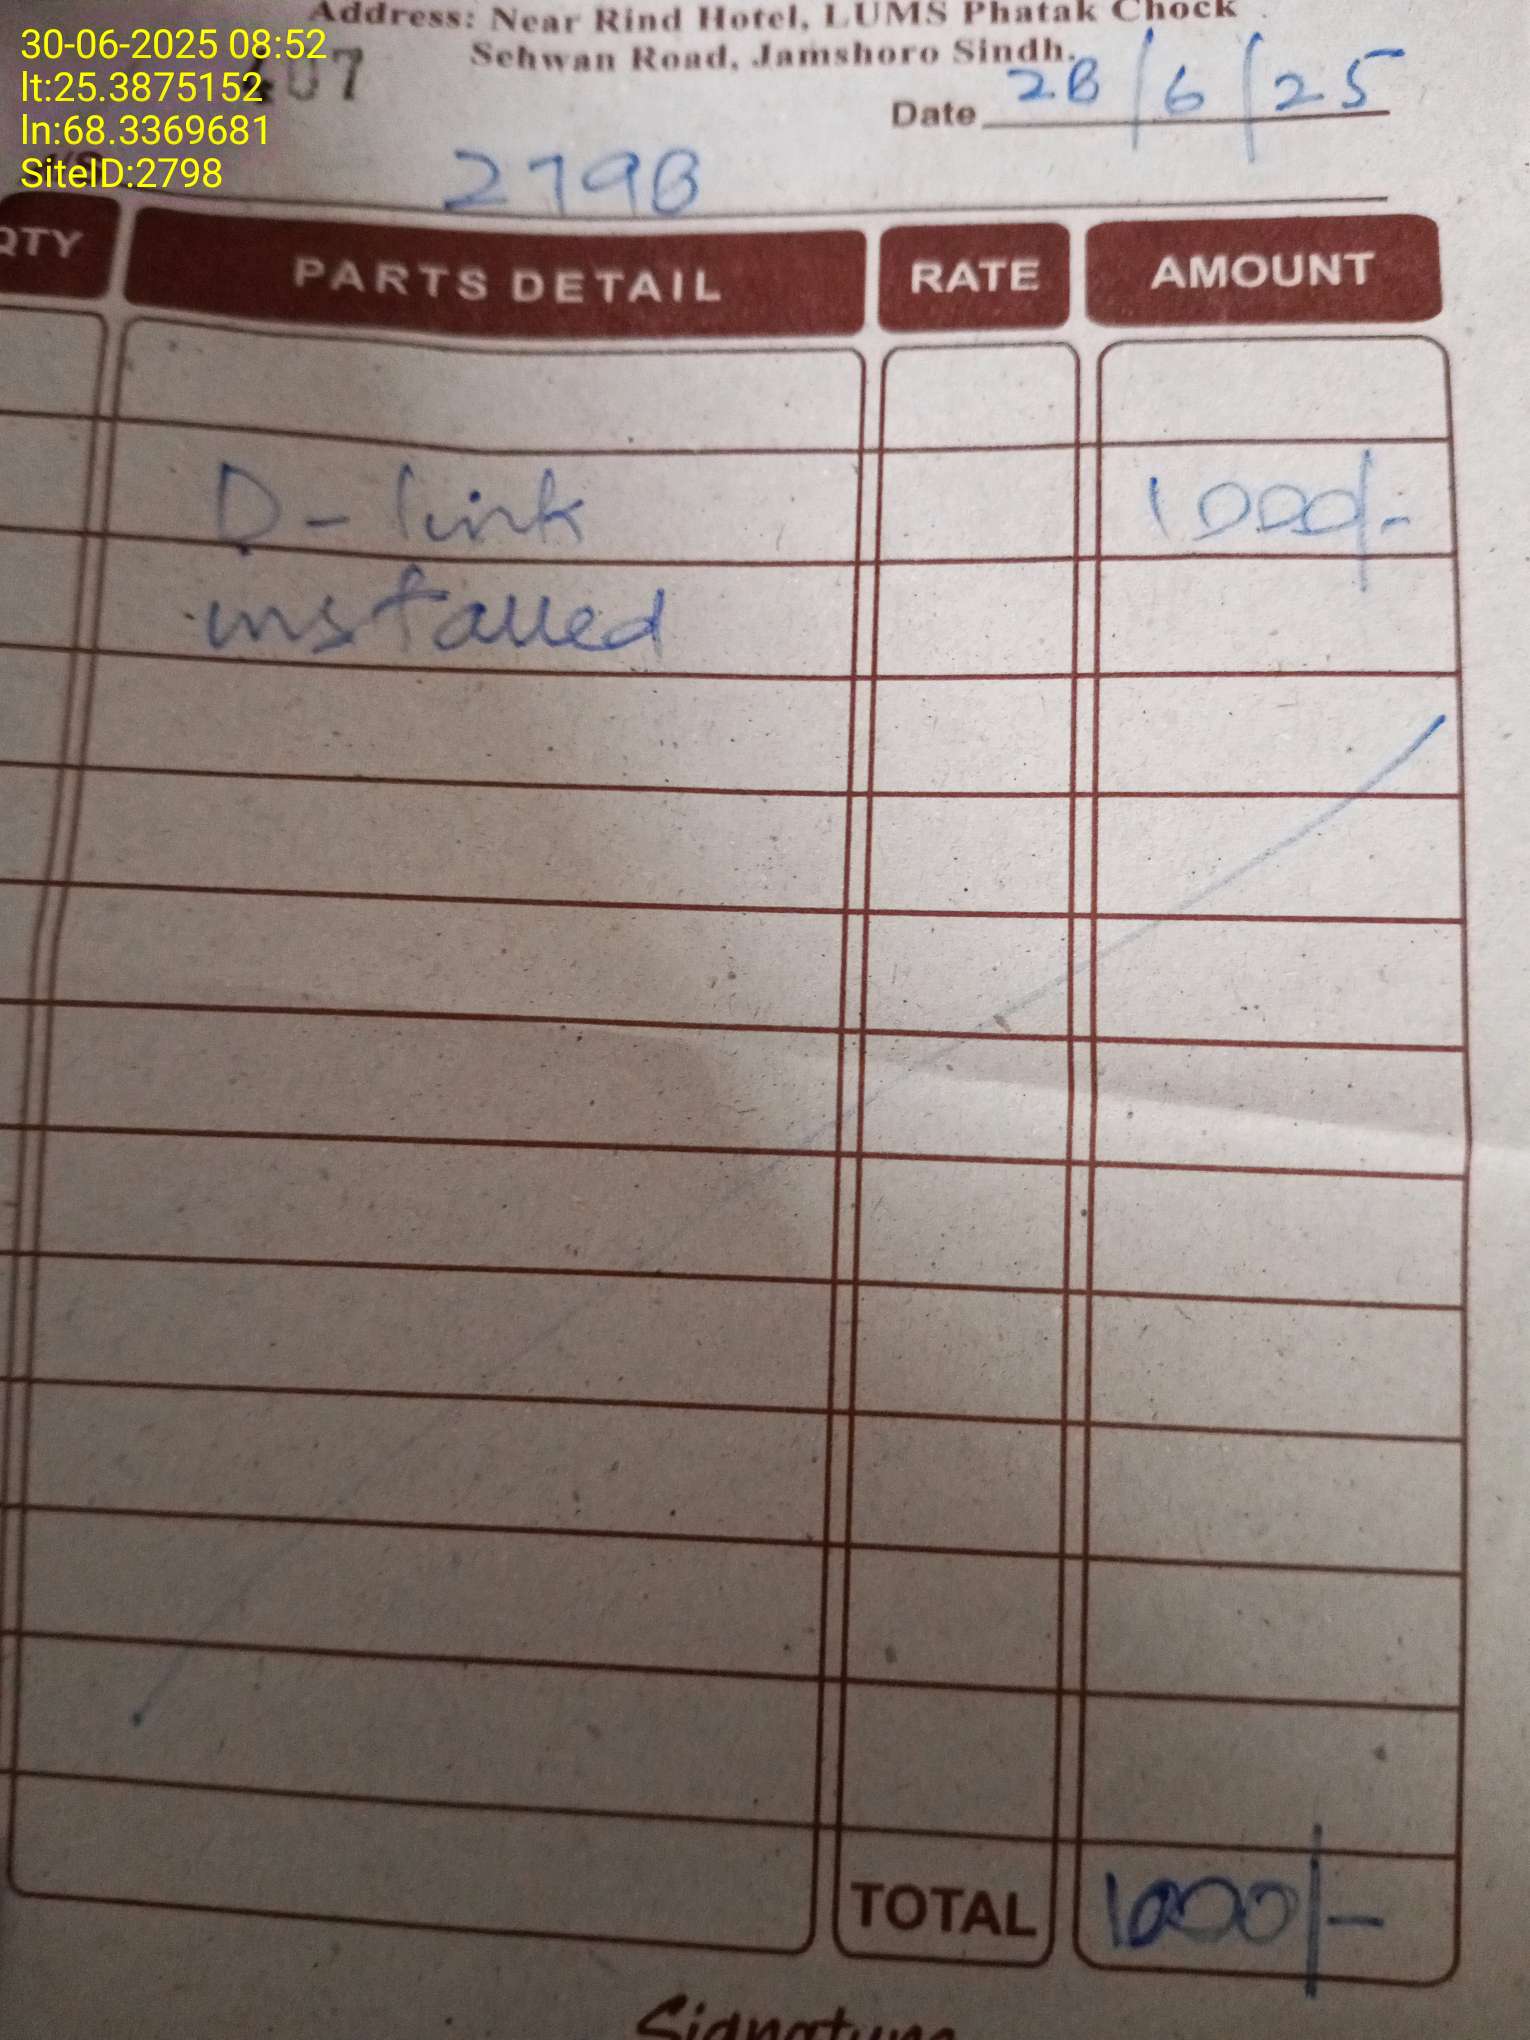 Address: Near Rind Hotel, LUMS Phatak Chock
Sehwan Road, Jamshoro Sindh.
30-06-2025 08:52
lt:25.3875152
ln:68.3369681
SiteID:2798
407
Date 28/6/25
2798
QTY PARTS DETAIL RATE AMOUNT
D-link 1000/-
installed
TOTAL 1000/-
Signature